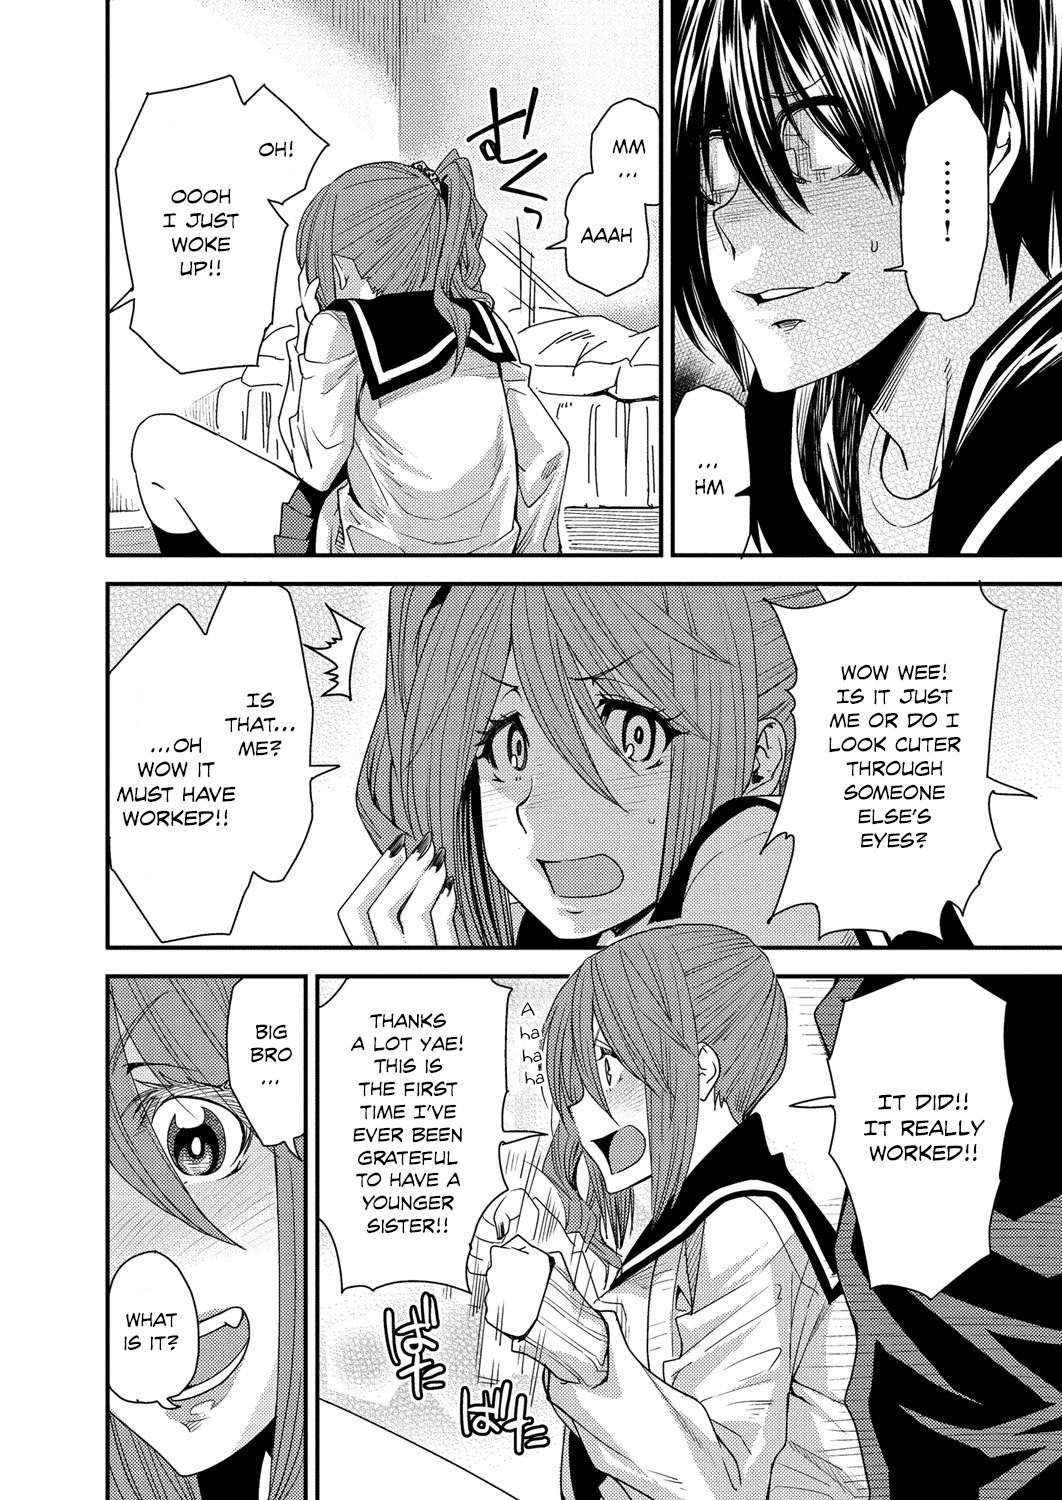 ......!
...
HM
MM
...
AAAH
むくっ
OH!
OOOH
I JUST
WOKE
UP!!
WOW WEE!
IS IT JUST
ME OR DO I
LOOK CUTER
THROUGH
SOMEONE
ELSE'S
EYES?
IS
THAT...
ME?
...OH
WOW IT
MUST HAVE
WORKED!!
IT DID!!
IT REALLY
WORKED!!
A
ha
ha
ha
THANKS
A LOT YAE!
THIS IS
THE FIRST
TIME I'VE
EVER BEEN
GRATEFUL
TO HAVE A
YOUNGER
SISTER!!
ばた
ばた
BIG
BRO
...
WHAT
IS IT?